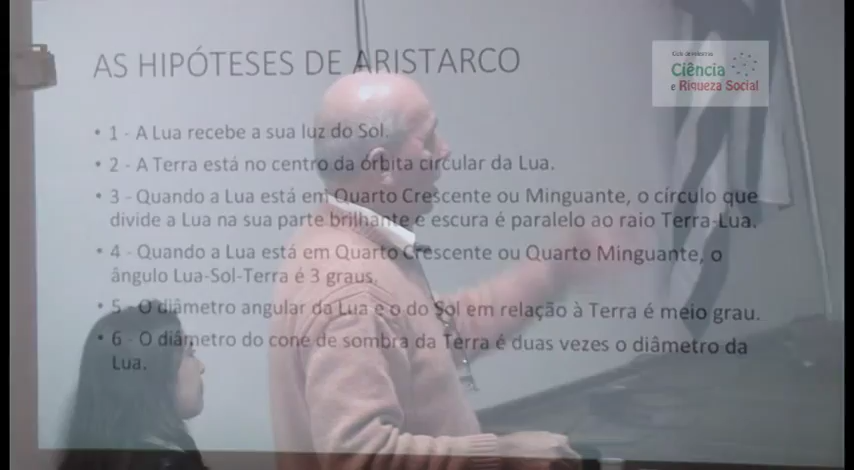 AS HIPÓTESES DE ARISTARCO
Ciência
e Riqueza Social
• 1 - A Lua recebe a sua luz do Sol.
• 2 - A Terra está no centro da órbita circular da Lua.
• 3 - Quando a Lua está em Quarto Crescente ou Minguante, o círculo que
divide a Lua na sua parte brilhante e escura é paralelo ao raio Terra-Lua.
• 4 - Quando a Lua está em Quarto Crescente ou Quarto Minguante, o
ângulo Lua-Sol-Terra é 3 graus.
• 5 - O diâmetro angular da Lua e o do Sol em relação à Terra é meio grau.
• 6 - O diâmetro do cone de sombra da Terra é duas vezes o diâmetro da
Lua.